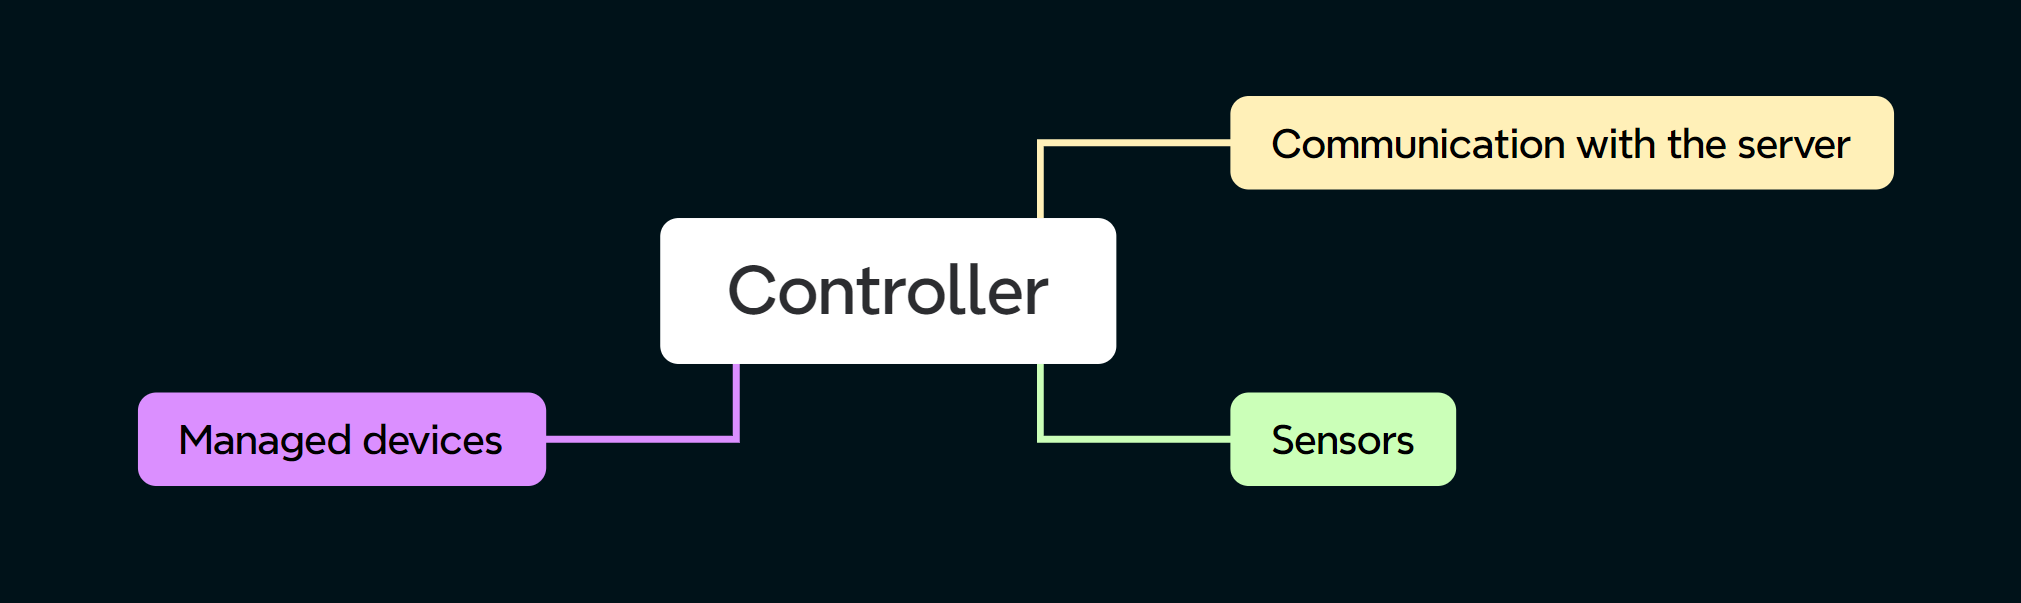 Communication with the server
Controller
Managed devices
Sensors